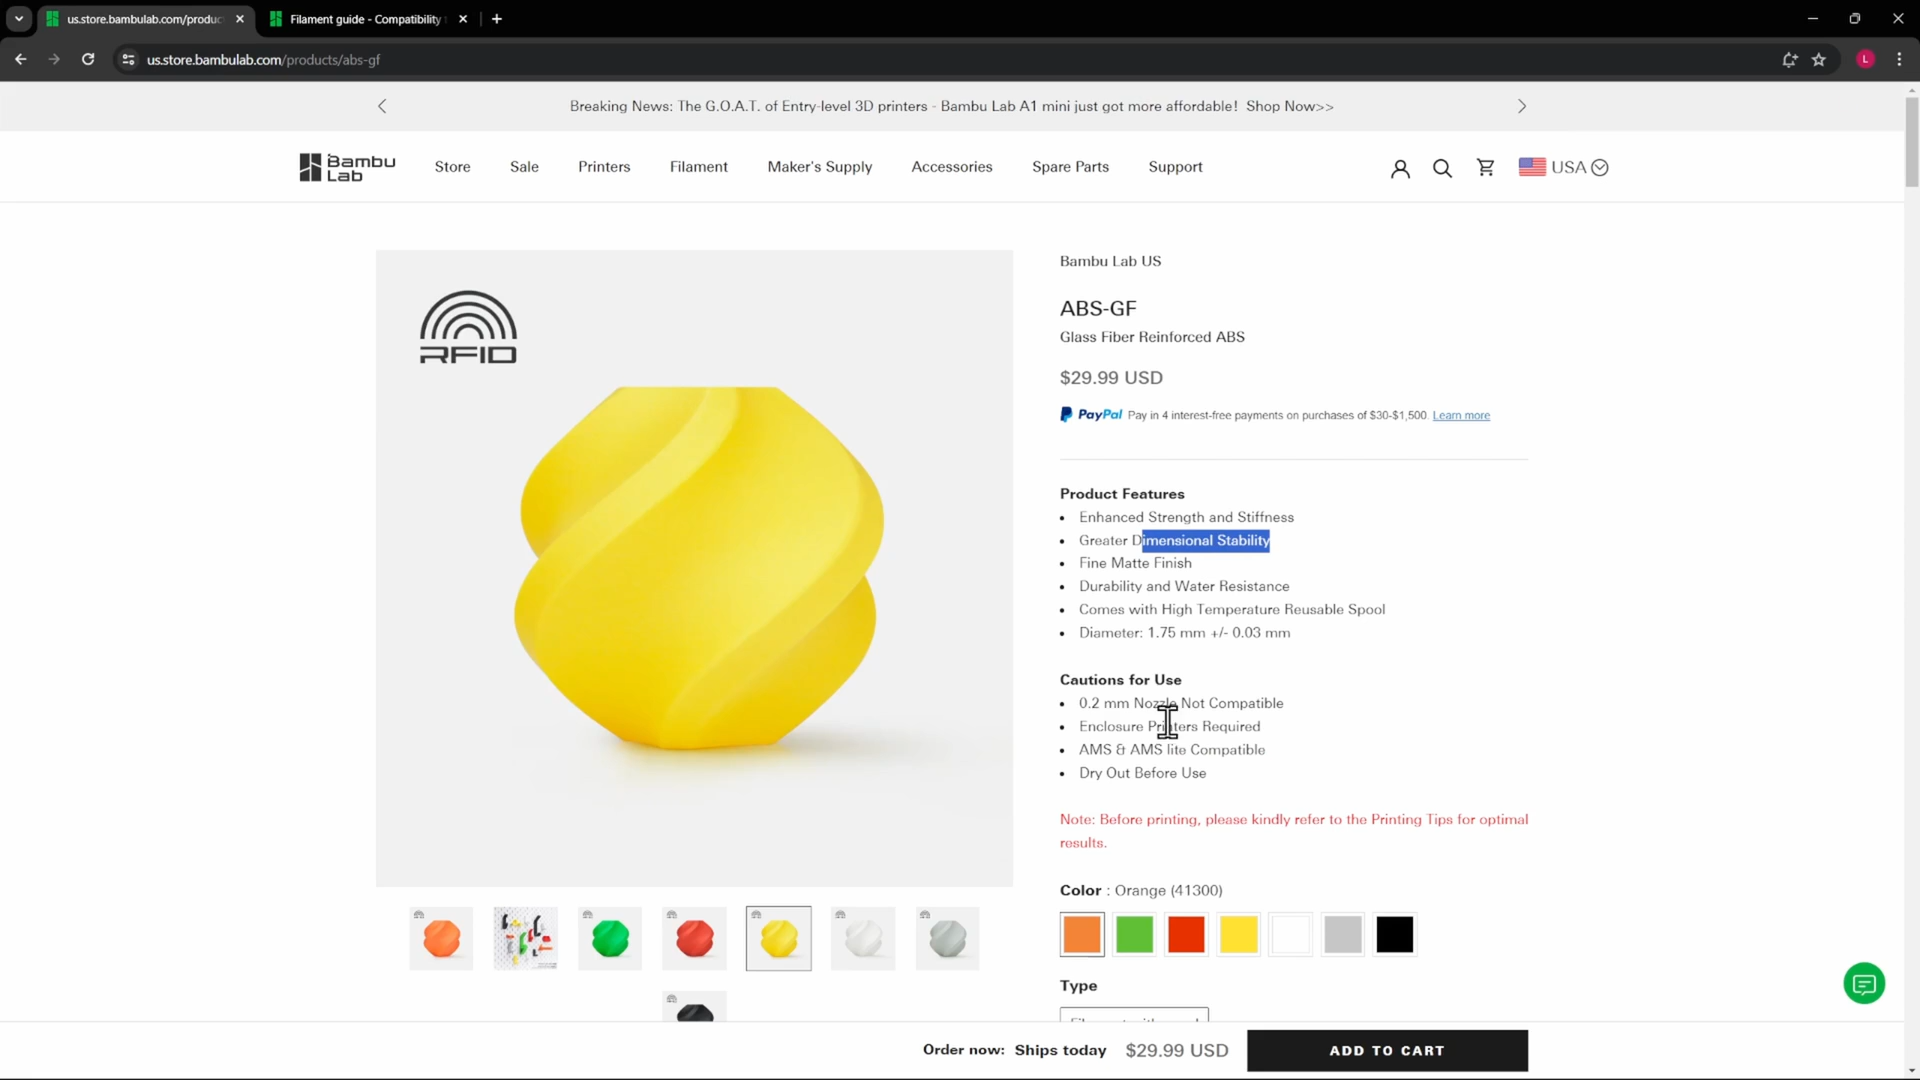 us.store.bambulab.com/produc
Filament guide - Compatibility
us.store.bambulab.com/products/abs-gf
L
Breaking News: The G.O.A.T. of Entry-level 3D printers - Bambu Lab A1 mini just got more affordable! Shop Now>>
Bambu Lab
Store
Sale
Printers
Filament
Maker's Supply
Accessories
Spare Parts
Support
USA
RFID
Bambu Lab US
ABS-GF
Glass Fiber Reinforced ABS
$29.99 USD
PayPal Pay in 4 interest-free payments on purchases of $30-$1,500. Learn more
Product Features
• Enhanced Strength and Stiffness
• Greater Dimensional Stability
• Fine Matte Finish
• Durability and Water Resistance
• Comes with High Temperature Reusable Spool
• Diameter: 1.75 mm +/- 0.03 mm
Cautions for Use
• 0.2 mm Nozzle Not Compatible
• Enclosure Printers Required
• AMS & AMS lite Compatible
• Dry Out Before Use
Note: Before printing, please kindly refer to the Printing Tips for optimal
results.
Color : Orange (41300)
Type
Order now: Ships today $29.99 USD ADD TO CART